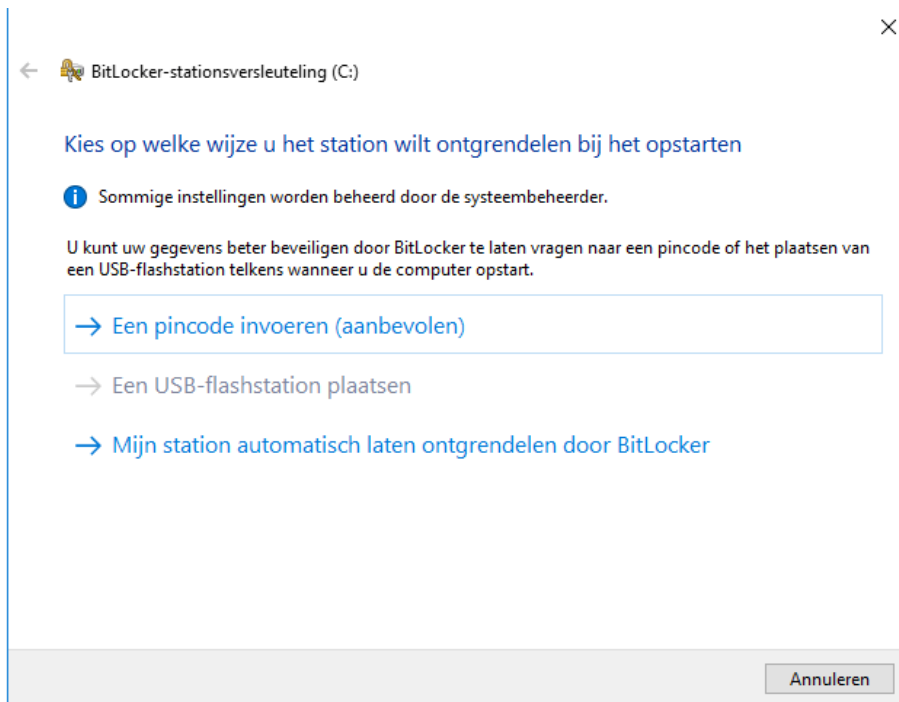 BitLocker-stationsversleuteling (C:)
Kies op welke wijze u het station wilt ontgrendelen bij het opstarten
Sommige instellingen worden beheerd door de systeembeheerder.
U kunt uw gegevens beter beveiligen door BitLocker te laten vragen naar een pincode of het plaatsen van
een USB-flashstation telkens wanneer u de computer opstart.
Een pincode invoeren (aanbevolen)
Een USB-flashstation plaatsen
Mijn station automatisch laten ontgrendelen door BitLocker
Annuleren